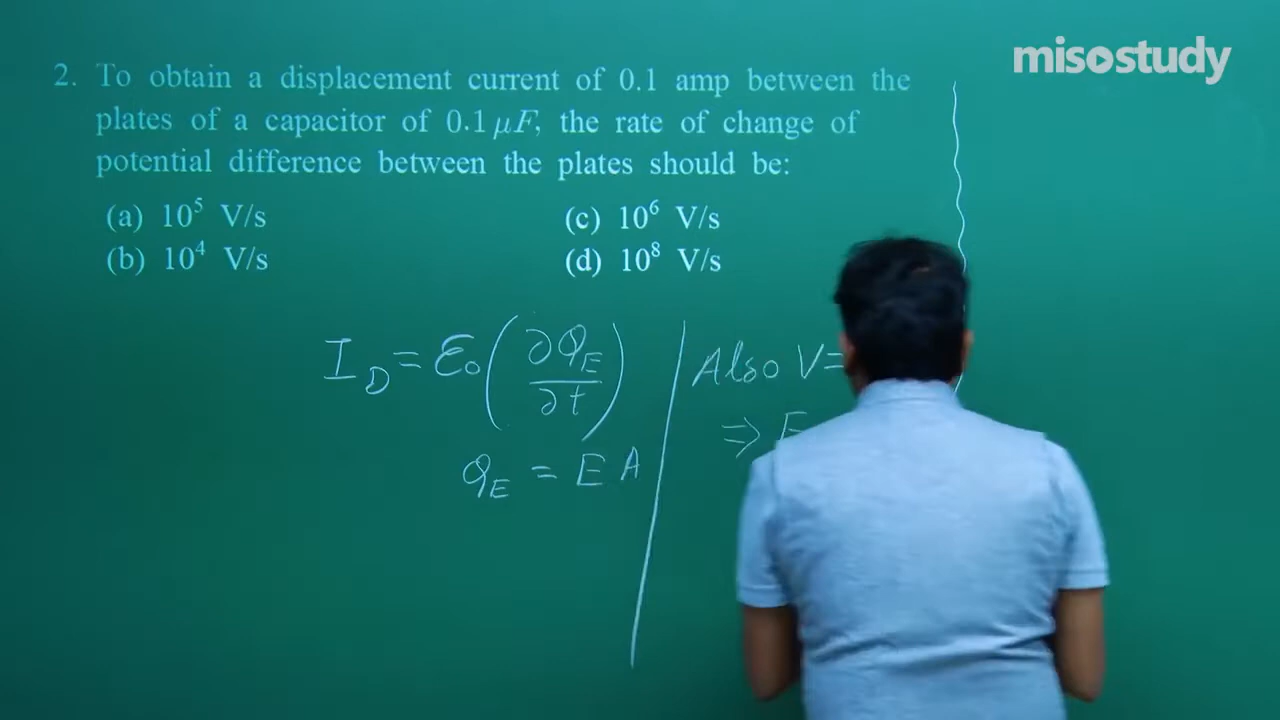 misostudy
2. To obtain a displacement current of 0.1 amp between the
plates of a capacitor of 0.1 μF, the rate of change of
potential difference between the plates should be:
(a) 10⁵ V/s (c) 10⁶ V/s
(b) 10⁴ V/s (d) 10⁸ V/s
I_D = ε₀(∂φ_E/∂t)
φ_E = E A
Also V=
⇒ E